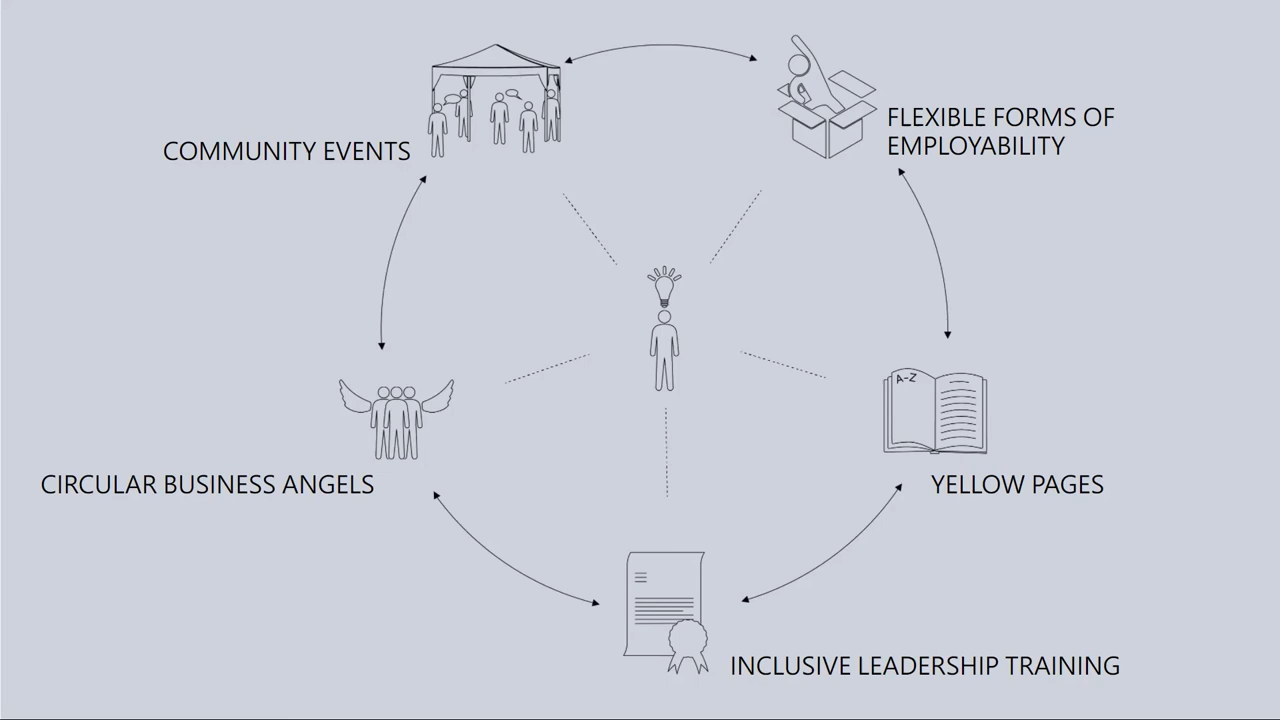 COMMUNITY EVENTS
FLEXIBLE FORMS OF
EMPLOYABILITY
A-Z
CIRCULAR BUSINESS ANGELS
YELLOW PAGES
INCLUSIVE LEADERSHIP TRAINING